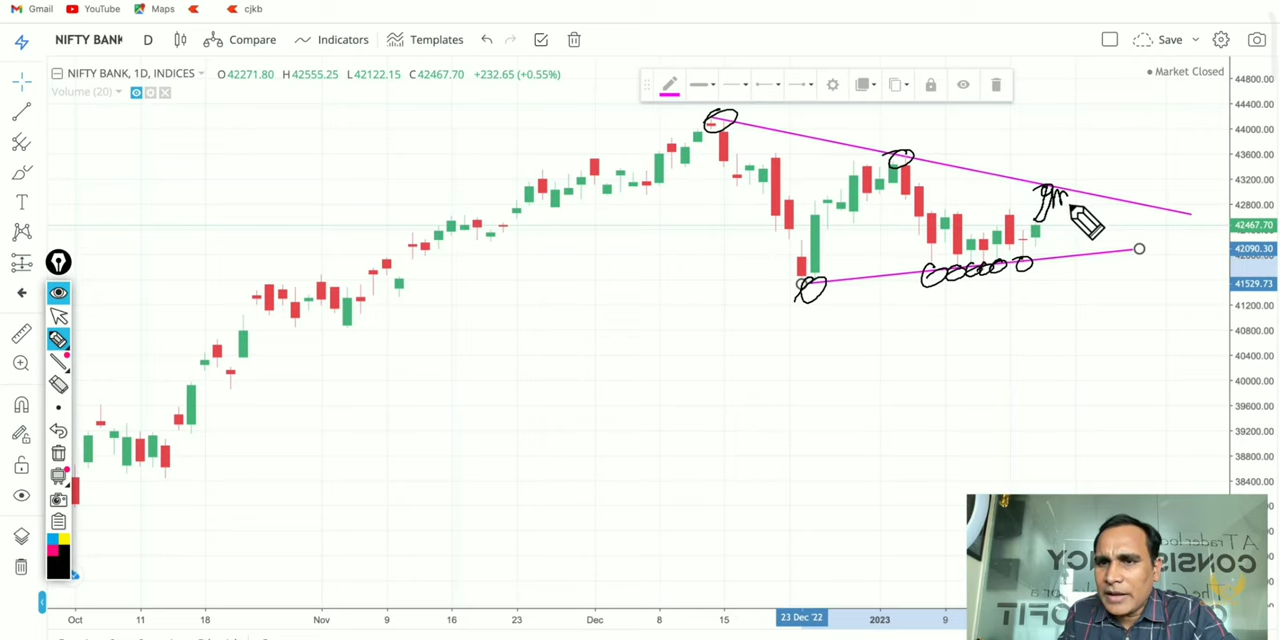 Gmail YouTube Maps cjkb
NIFTY BANK D Compare Indicators Templates Save
NIFTY BANK, 1D, INDICES O42271.80 H42555.25 L42122.15 C42467.70 +232.65 (+0.55%)
Market Closed
Volume (20)
44800.00
44400.00
44000.00
43600.00
43200.00
42800.00
42467.70
42090.30
41529.73
41200.00
40800.00
40400.00
40000.00
39600.00
39200.00
38800.00
38400.00
A Trader
CONSISTENCY
PROFIT
Oct 11 18 Nov 9 16 23 Dec 8 15 23 Dec '22 2023 9